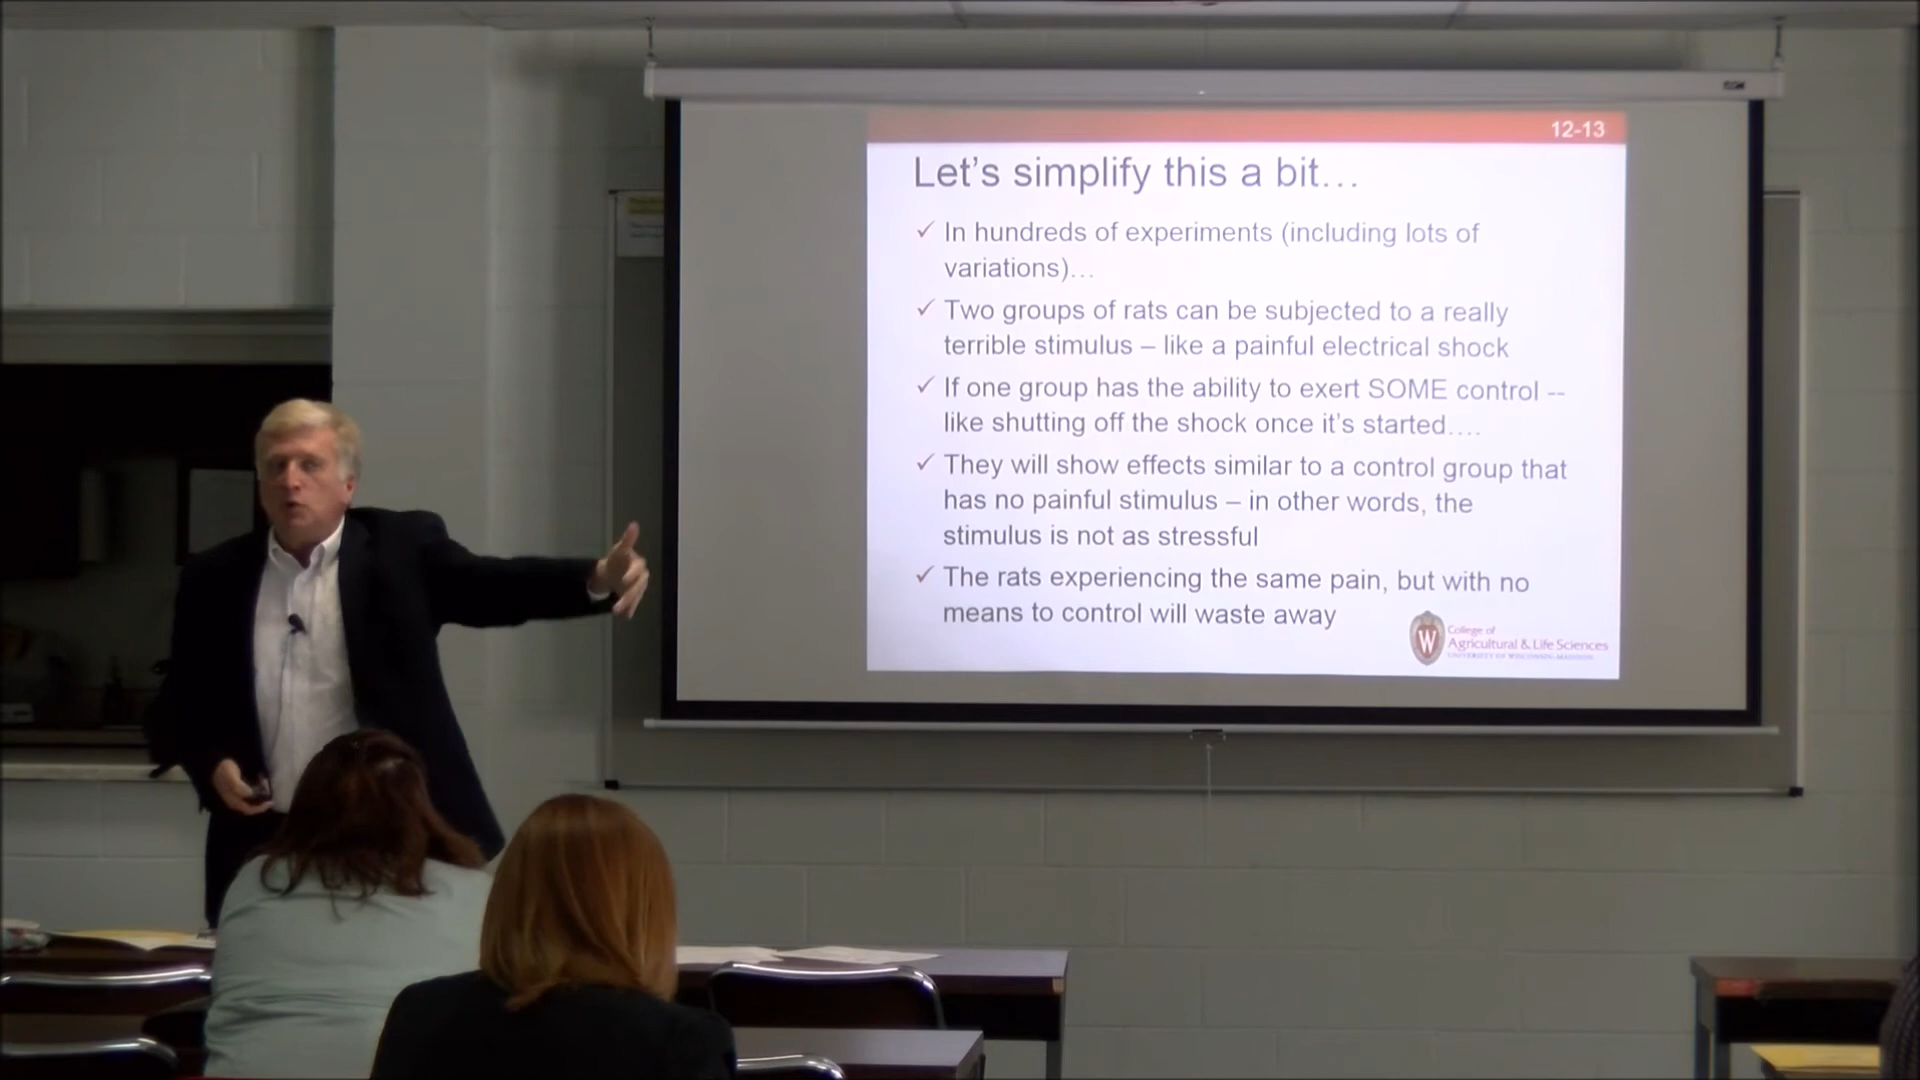 12-13
Let's simplify this a bit…
✓ In hundreds of experiments (including lots of
variations)…
✓ Two groups of rats can be subjected to a really
terrible stimulus – like a painful electrical shock
✓ If one group has the ability to exert SOME control --
like shutting off the shock once it's started….
✓ They will show effects similar to a control group that
has no painful stimulus – in other words, the
stimulus is not as stressful
✓ The rats experiencing the same pain, but with no
means to control will waste away
W
College of
Agricultural & Life Sciences
UNIVERSITY OF WISCONSIN-MADISON